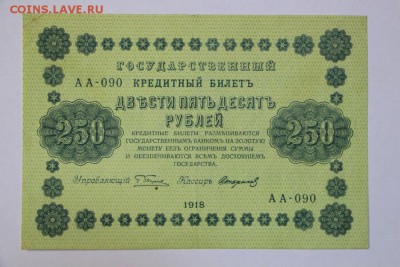 COINS.LAVE.RU
ГОСУДАРСТВЕННЫЙ
АА-090 КРЕДИТНЫЙ БИЛЕТЪ
ДВѢСТИ ПЯТЬДЕСЯТЪ
РУБЛЕЙ
250 250
КРЕДИТНЫЕ БИЛЕТЫ РАЗМѢНИВАЮТСЯ
ГОСУДАРСТВЕННЫМЪ БАНКОМЪ НА ЗОЛОТУЮ
МОНЕТУ БЕЗЪ ОГРАНИЧЕНІЯ СУММЫ
И ОБЕЗПЕЧИВАЮТСЯ ВСѢМЪ ДОСТОЯНІЕМЪ
ГОСУДАРСТВА.
Управляющій Кассиръ
1918 АА-090